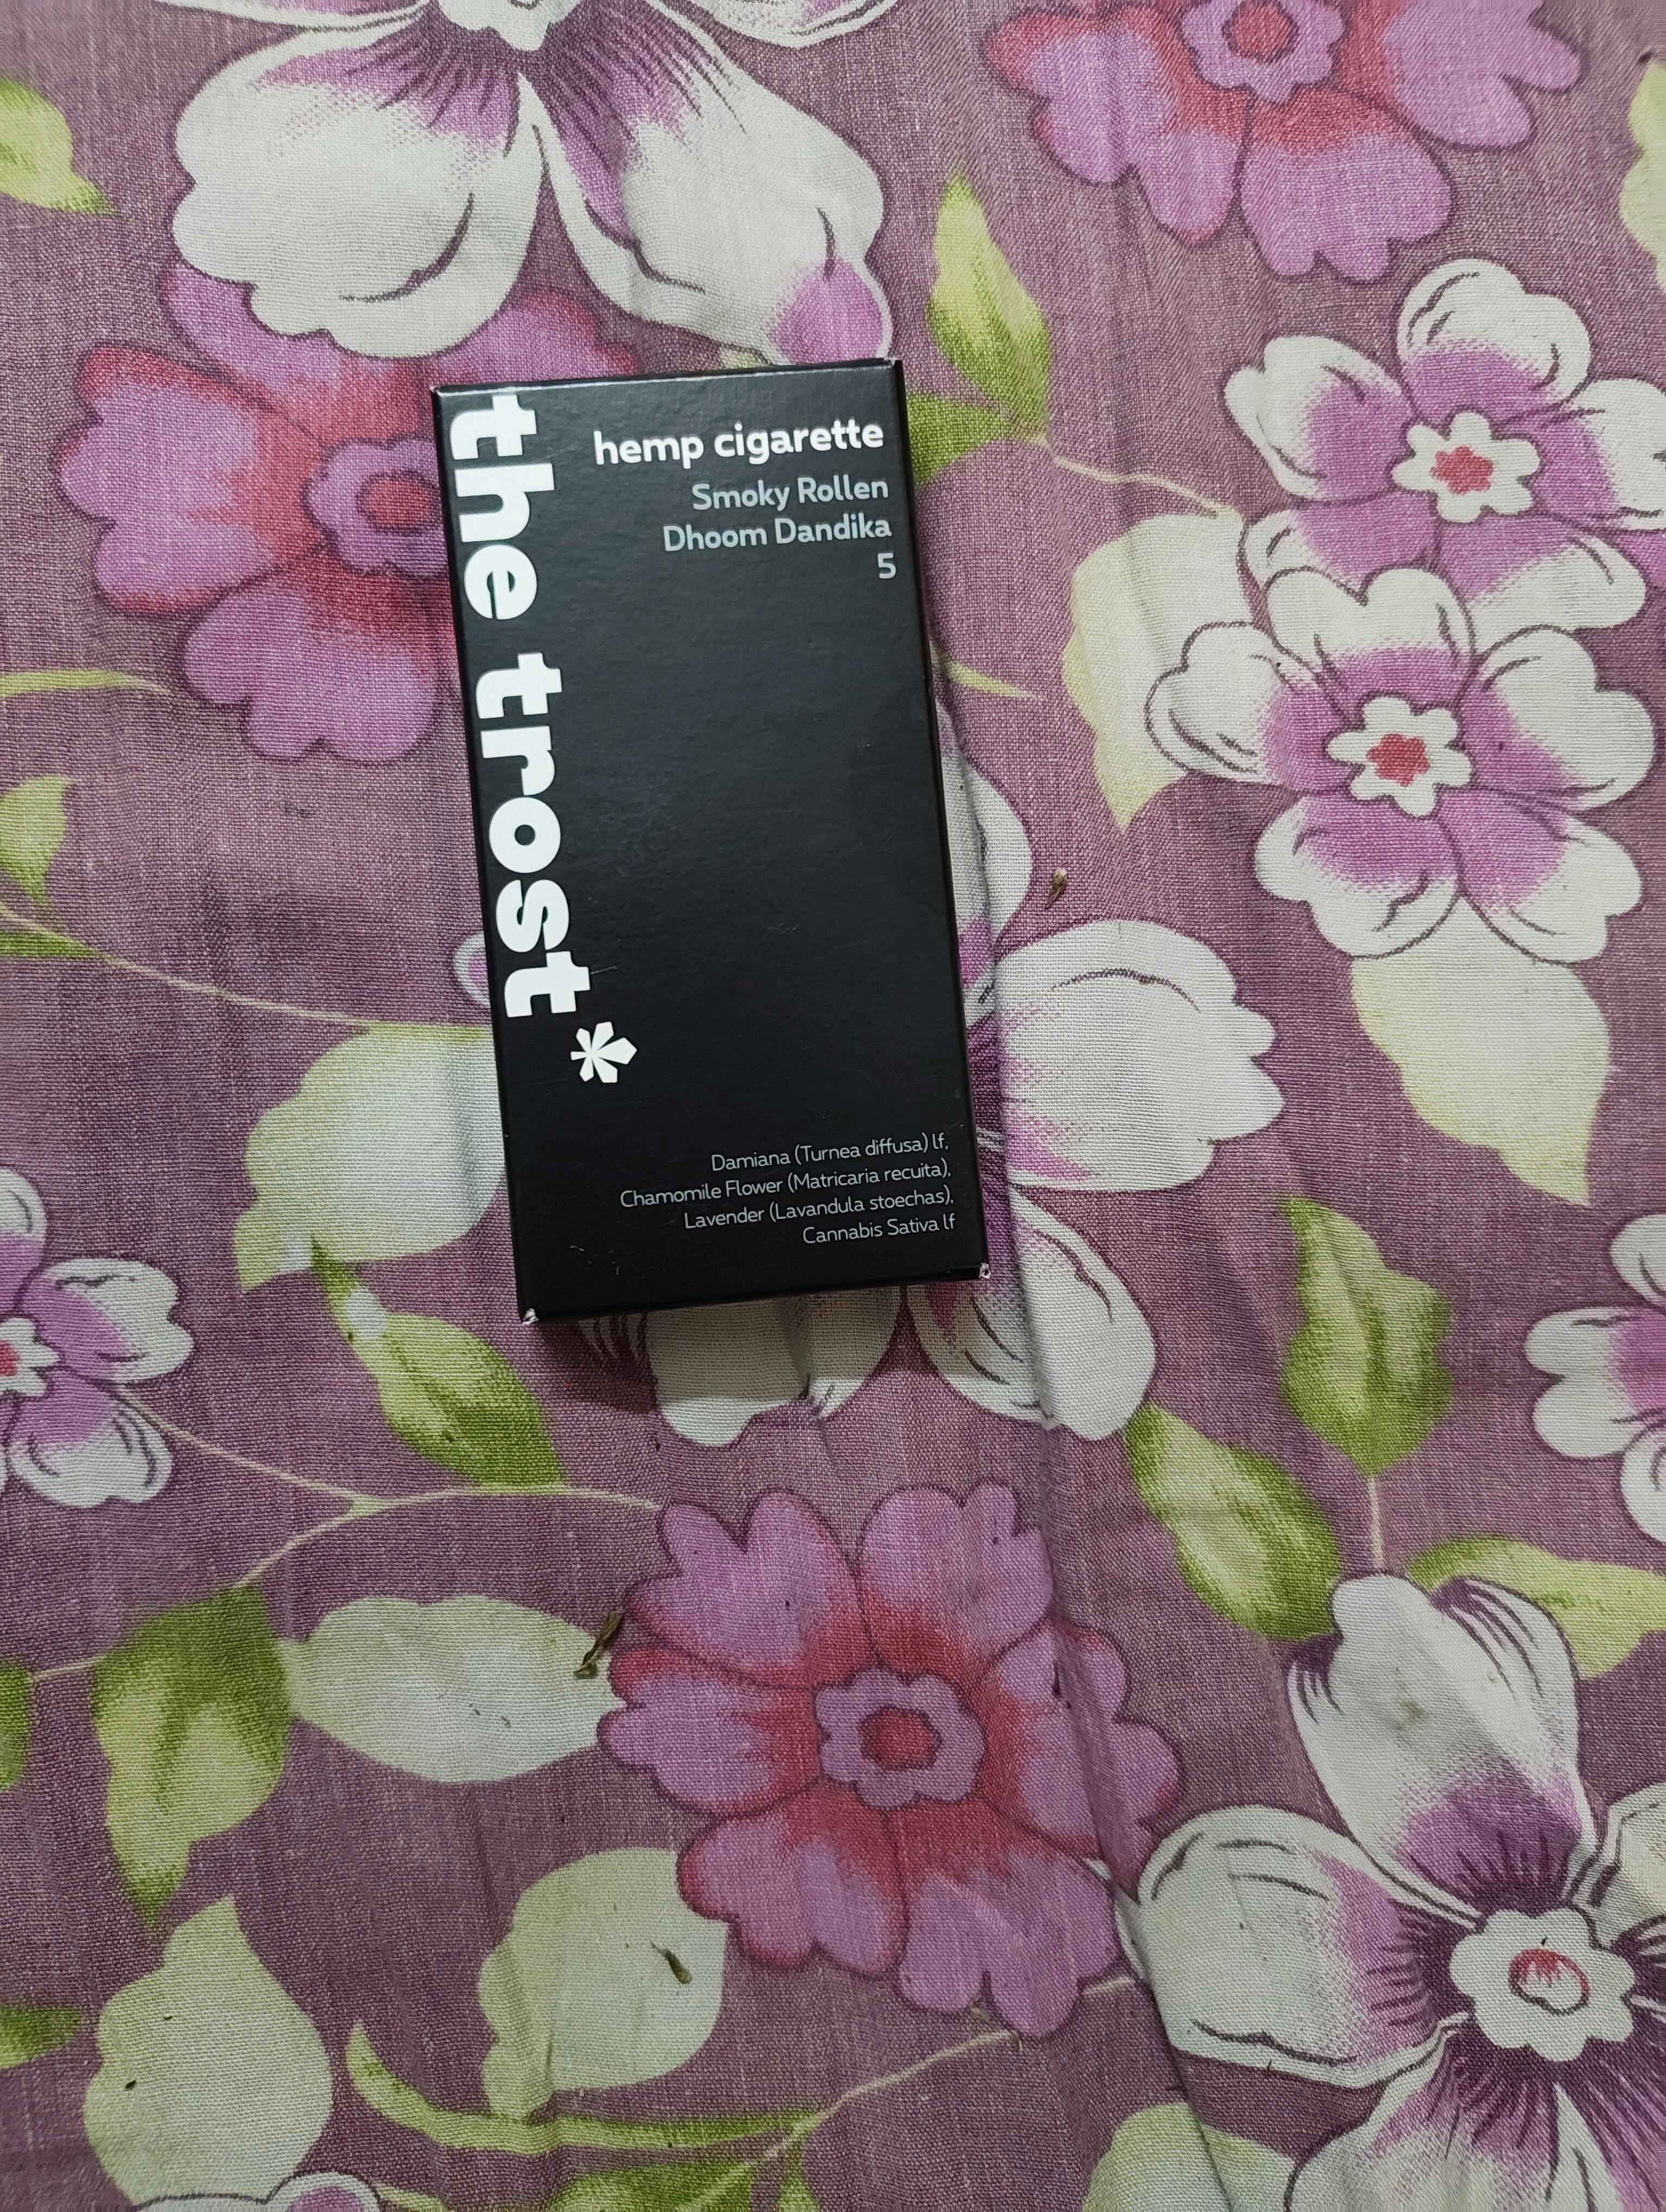 the trost*
hemp cigarette
Smoky Rollen
Dhoom Dandika
5
Damiana (Turnea diffusa) lf,
Chamomile Flower (Matricaria recuita),
Lavender (Lavandula stoechas),
Cannabis Sativa lf